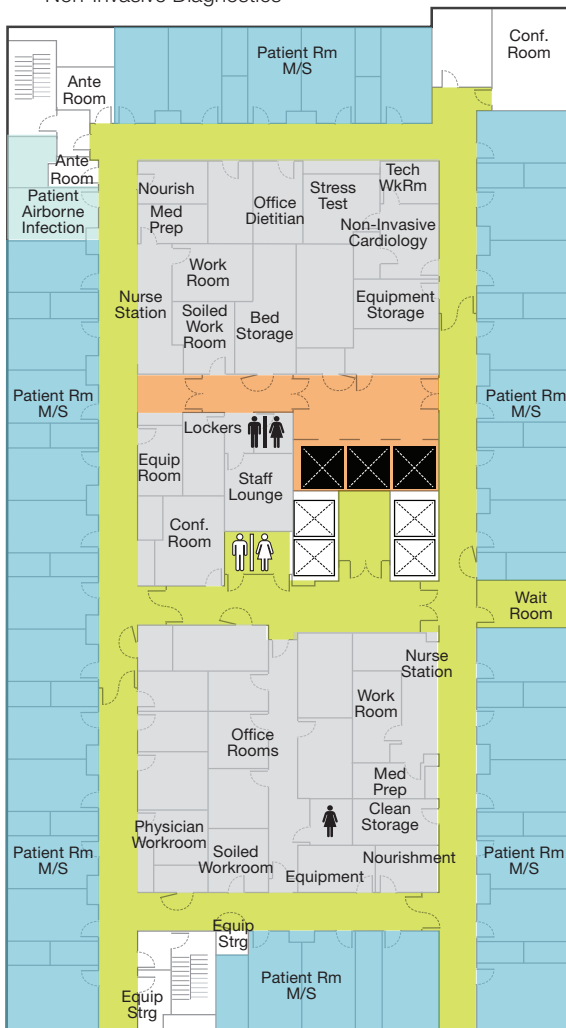 Non-Invasive Diagnostics
Conf.
Room
Patient Rm
M/S
Ante
Room
Ante
Room
Patient
Airborne
Infection
Nourish
Med
Prep
Office
Dietitian
Stress
Test
Tech
WkRm
Non-Invasive
Cardiology
Work
Room
Nurse
Station
Soiled
Work
Room
Bed
Storage
Equipment
Storage
Patient Rm
M/S
Patient Rm
M/S
Lockers
Equip
Room
Staff
Lounge
Conf.
Room
Wait
Room
Nurse
Station
Work
Room
Office
Rooms
Med
Prep
Clean
Storage
Physician
Workroom
Soiled
Workroom
Equipment
Nourishment
Patient Rm
M/S
Patient Rm
M/S
Equip
Strg
Equip
Strg
Patient Rm
M/S